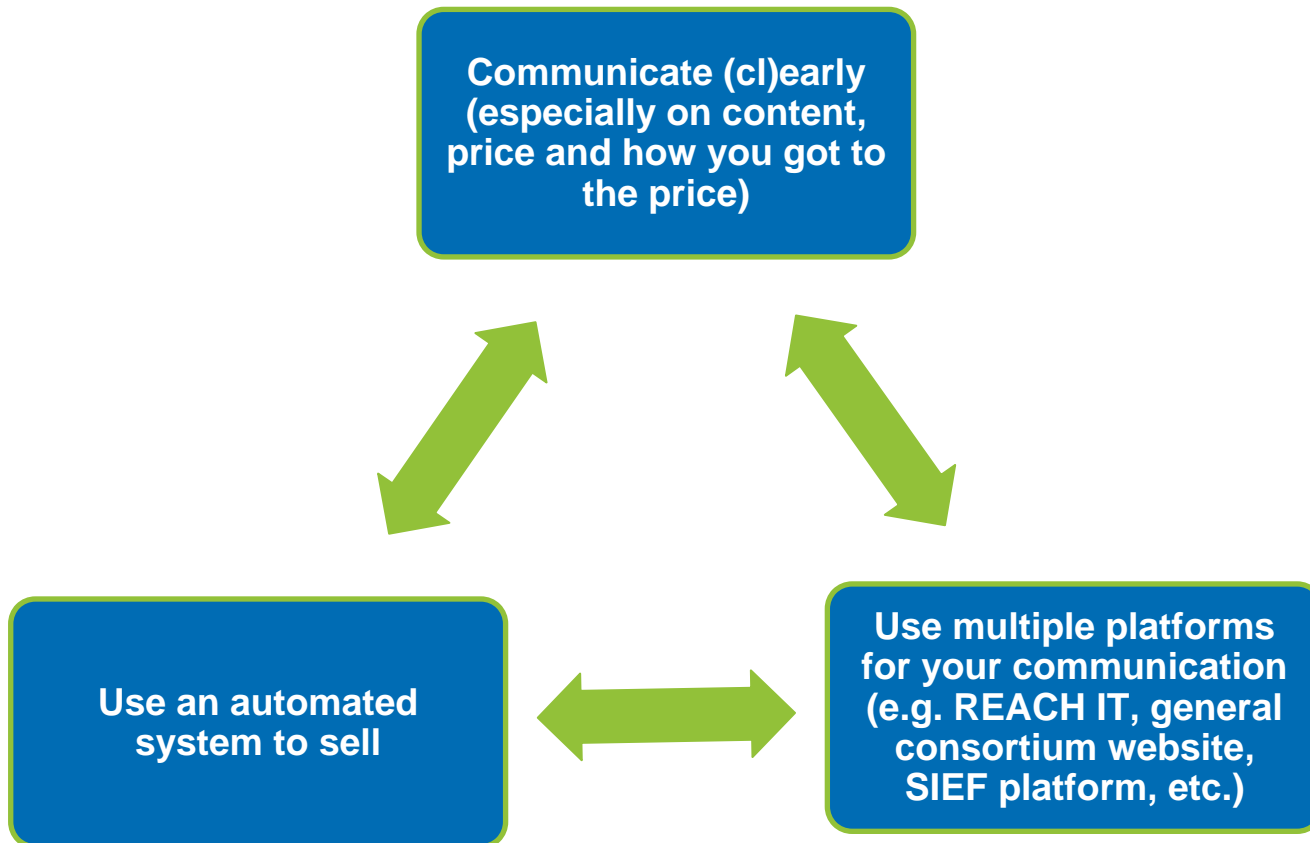 Communicate (cl)early
(especially on content,
price and how you got to
the price)
Use an automated
system to sell
Use multiple platforms
for your communication
(e.g. REACH IT, general
consortium website,
SIEF platform, etc.)